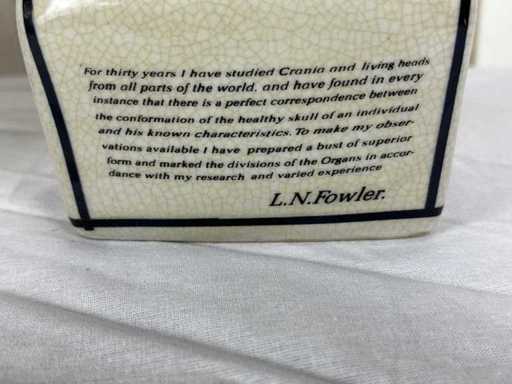 For thirty years I have studied Crania and living heads
from all parts of the world, and have found in every
instance that there is a perfect correspondence between
the conformation of the healthy skull of an individual
and his known characteristics. To make my obser-
vations available I have prepared a bust of superior
form and marked the divisions of the Organs in accor-
dance with my research and varied experience
L.N.Fowler.